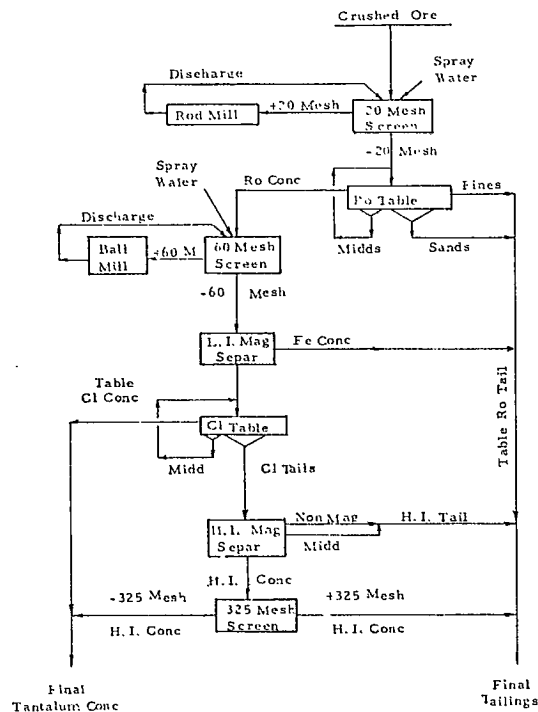 Crushed Ore
Spray
Water
Discharge
+20 Mesh
Rod Mill
20 Mesh
Screen
-20 Mesh
Spray
Water
Ro Conc
Fines
Ro Table
Discharge
Midds
Sands
Ball
Mill
+60 M
60 Mesh
Screen
-60 Mesh
L.I. Mag
Separ
Fe Conc
Table
Cl Conc
Table Ro Tail
Cl Table
Midd
Cl Tails
Non Mag
H.I. Tail
H.I. Mag
Separ
Midd
H.I. Conc
-325 Mesh
+325 Mesh
325 Mesh
Screen
H.I. Conc
H.I. Conc
Final
Tantalum Conc
Final
Tailings